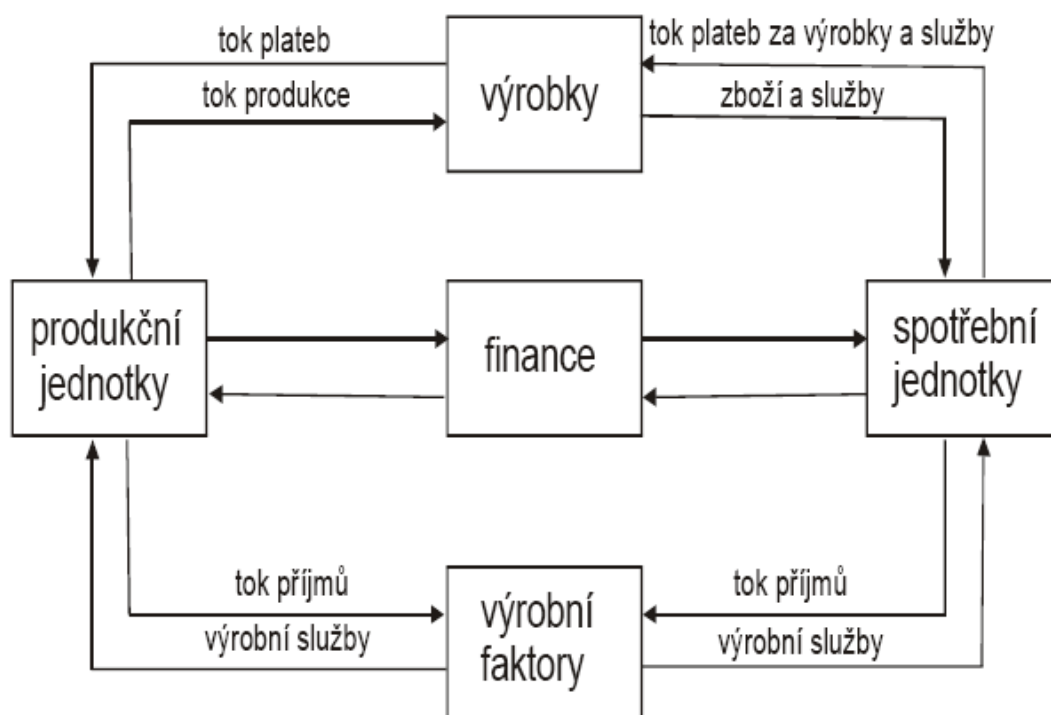 tok plateb
tok plateb za výrobky a služby
výrobky
tok produkce
zboží a služby
produkční
jednotky
finance
spotřební
jednotky
tok příjmů
tok příjmů
výrobní
faktory
výrobní služby
výrobní služby